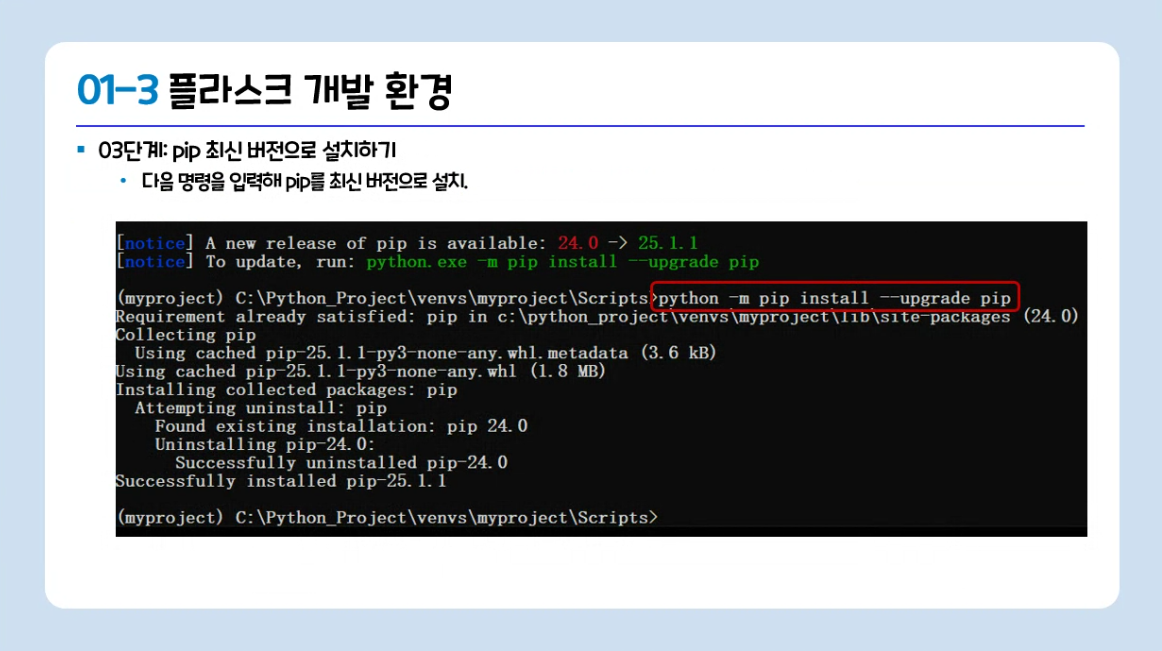 01-3 플라스크 개발 환경
03단계: pip 최신 버전으로 설치하기
다음 명령을 입력해 pip를 최신 버전으로 설치.
[notice] A new release of pip is available: 24.0 -> 25.1.1
[notice] To update, run: python.exe -m pip install --upgrade pip
(myproject) C:\Python_Project\venvs\myproject\Scripts>python -m pip install --upgrade pip
Requirement already satisfied: pip in c:\python_project\venvs\myproject\lib\site-packages (24.0)
Collecting pip
Using cached pip-25.1.1-py3-none-any.whl.metadata (3.6 kB)
Using cached pip-25.1.1-py3-none-any.whl (1.8 MB)
Installing collected packages: pip
Attempting uninstall: pip
Found existing installation: pip 24.0
Uninstalling pip-24.0:
Successfully uninstalled pip-24.0
Successfully installed pip-25.1.1
(myproject) C:\Python_Project\venvs\myproject\Scripts>